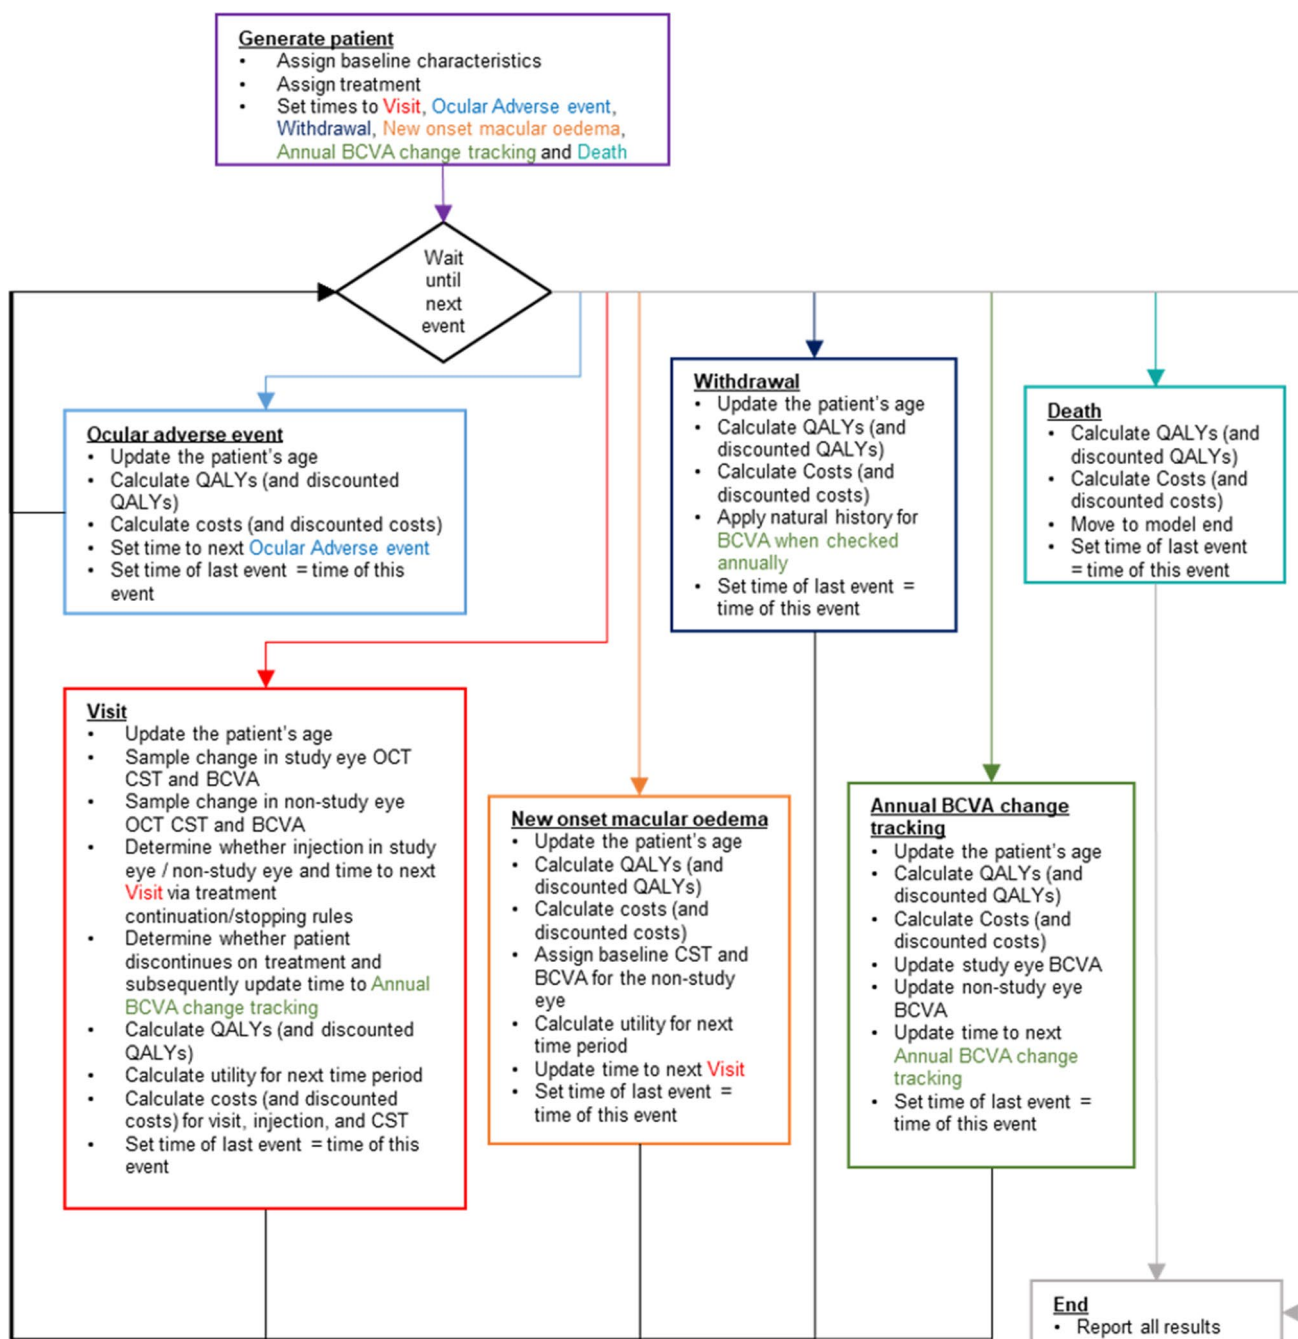 Generate patient
• Assign baseline characteristics
• Assign treatment
• Set times to Visit, Ocular Adverse event,
Withdrawal, New onset macular oedema,
Annual BCVA change tracking and Death
Wait
until
next
event
Ocular adverse event
• Update the patient's age
• Calculate QALYs (and discounted
QALYs)
• Calculate costs (and discounted costs)
• Set time to next Ocular Adverse event
• Set time of last event = time of this
event
Withdrawal
• Update the patient's age
• Calculate QALYs (and
discounted QALYs)
• Calculate Costs (and
discounted costs)
• Apply natural history for
BCVA when checked
annually
• Set time of last event =
time of this event
Death
• Calculate QALYs (and
discounted QALYs)
• Calculate Costs (and
discounted costs)
• Move to model end
• Set time of last event
= time of this event
Visit
• Update the patient's age
• Sample change in study eye OCT
CST and BCVA
• Sample change in non-study eye
OCT CST and BCVA
• Determine whether injection in study
eye / non-study eye and time to next
Visit via treatment
continuation/stopping rules
• Determine whether patient
discontinues on treatment and
subsequently update time to Annual
BCVA change tracking
• Calculate QALYs (and discounted
QALYs)
• Calculate utility for next time period
• Calculate costs (and discounted
costs) for visit, injection, and CST
• Set time of last event = time of this
event
New onset macular oedema
• Update the patient's age
• Calculate QALYs (and
discounted QALYs)
• Calculate costs (and
discounted costs)
• Assign baseline CST and
BCVA for the non-study
eye
• Calculate utility for next
time period
• Update time to next Visit
• Set time of last event =
time of this event
Annual BCVA change
tracking
• Update the patient's age
• Calculate QALYs (and
discounted QALYs)
• Calculate Costs (and
discounted costs)
• Update study eye BCVA
• Update non-study eye
BCVA
• Update time to next
Annual BCVA change
tracking
• Set time of last event =
time of this event
End
• Report all results